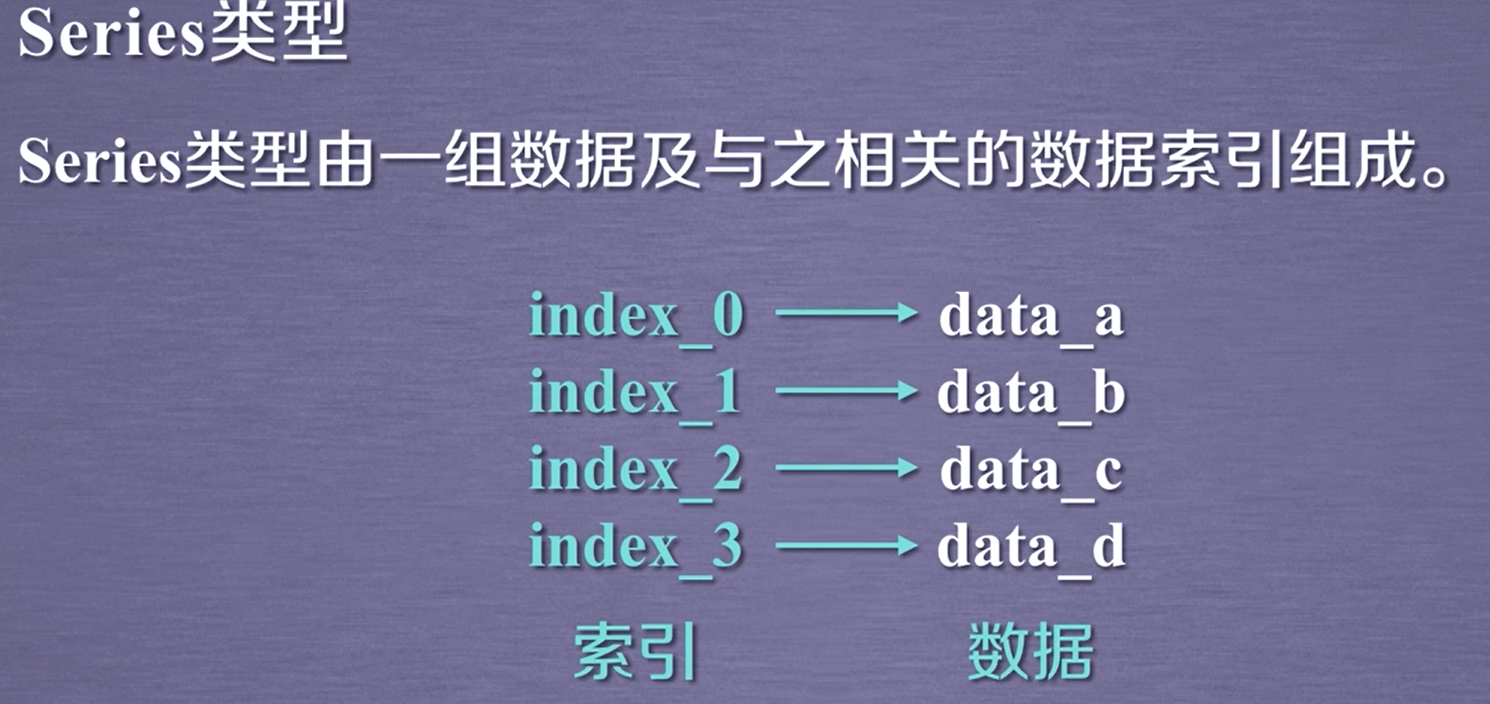 Series类型
Series类型由一组数据及与之相关的数据索引组成。
index_0 data_a
index_1 data_b
index_2 data_c
index_3 data_d
索引 数据